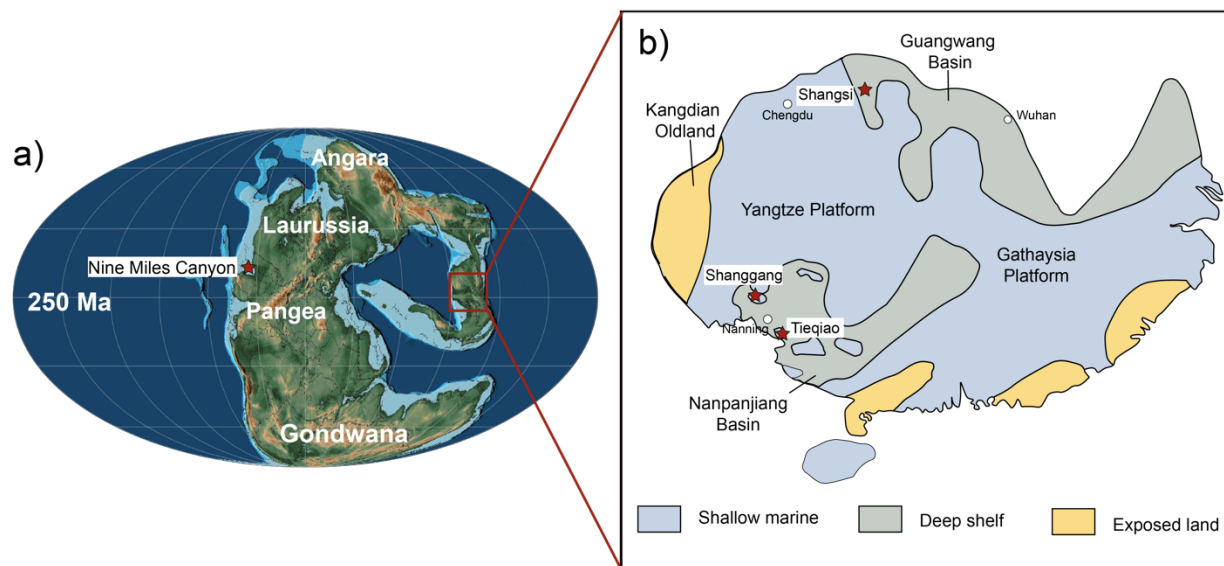 a)
Angara
Laurussia
Nine Miles Canyon
250 Ma
Pangea
Gondwana
b)
Guangwang
Basin
Shangsi
Kangdian
Oldland
Chengdu
Wuhan
Yangtze Platform
Gathaysia
Platform
Shanggang
Nanning
Tieqiao
Nanpanjiang
Basin
Shallow marine
Deep shelf
Exposed land